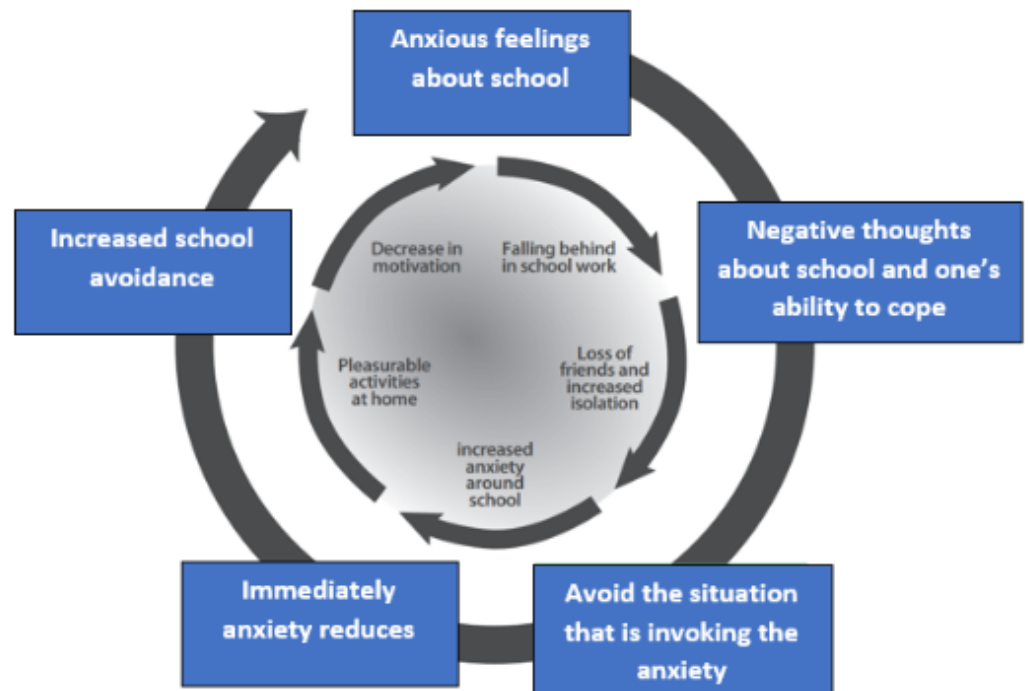 Anxious feelings
about school
Negative thoughts
about school and one's
ability to cope
Avoid the situation
that is invoking the
anxiety
Immediately
anxiety reduces
Increased school
avoidance
Falling behind
in school work
Loss of
friends and
increased
isolation
increased
anxiety
around
school
Pleasurable
activities
at home
Decrease in
motivation